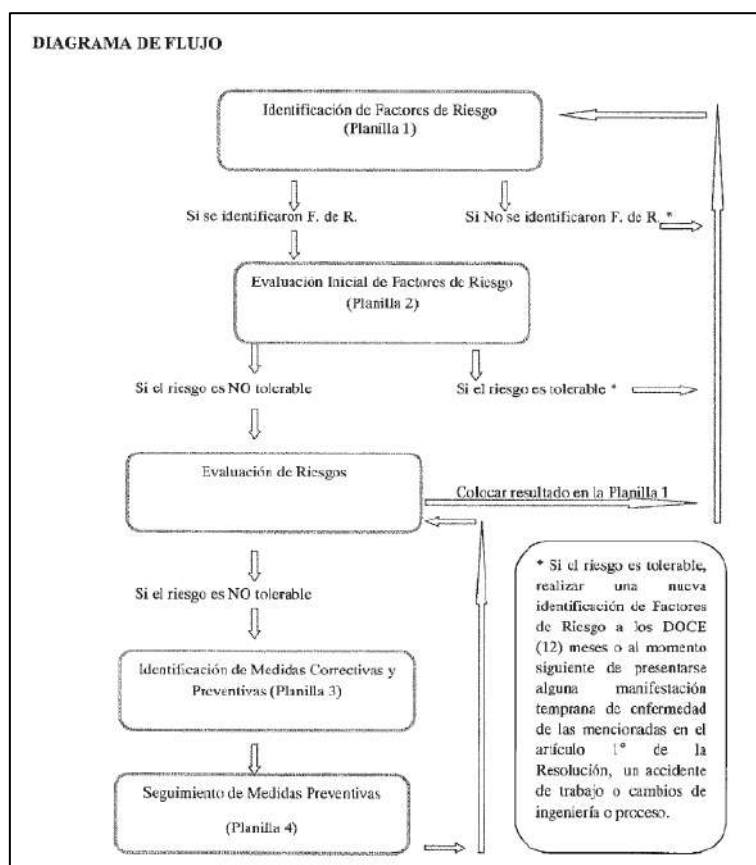 DIAGRAMA DE FLUJO
Identificación de Factores de Riesgo
(Planilla 1)
Si se identificaron F. de R.
Si No se identificaron F. de R. *
Evaluación Inicial de Factores de Riesgo
(Planilla 2)
Si el riesgo es NO tolerable
Si el riesgo es tolerable *
Evaluación de Riesgos
Colocar resultado en la Planilla 1
Si el riesgo es NO tolerable
Identificación de Medidas Correctivas y
Preventivas (Planilla 3)
Seguimiento de Medidas Preventivas
(Planilla 4)
* Si el riesgo es tolerable,
realizar una nueva
identificación de Factores
de Riesgo a los DOCE
(12) meses o al momento
siguiente de presentarse
alguna manifestación
temprana de enfermedad
de las mencionadas en el
artículo 1° de la
Resolución, un accidente
de trabajo o cambios de
ingeniería o proceso.